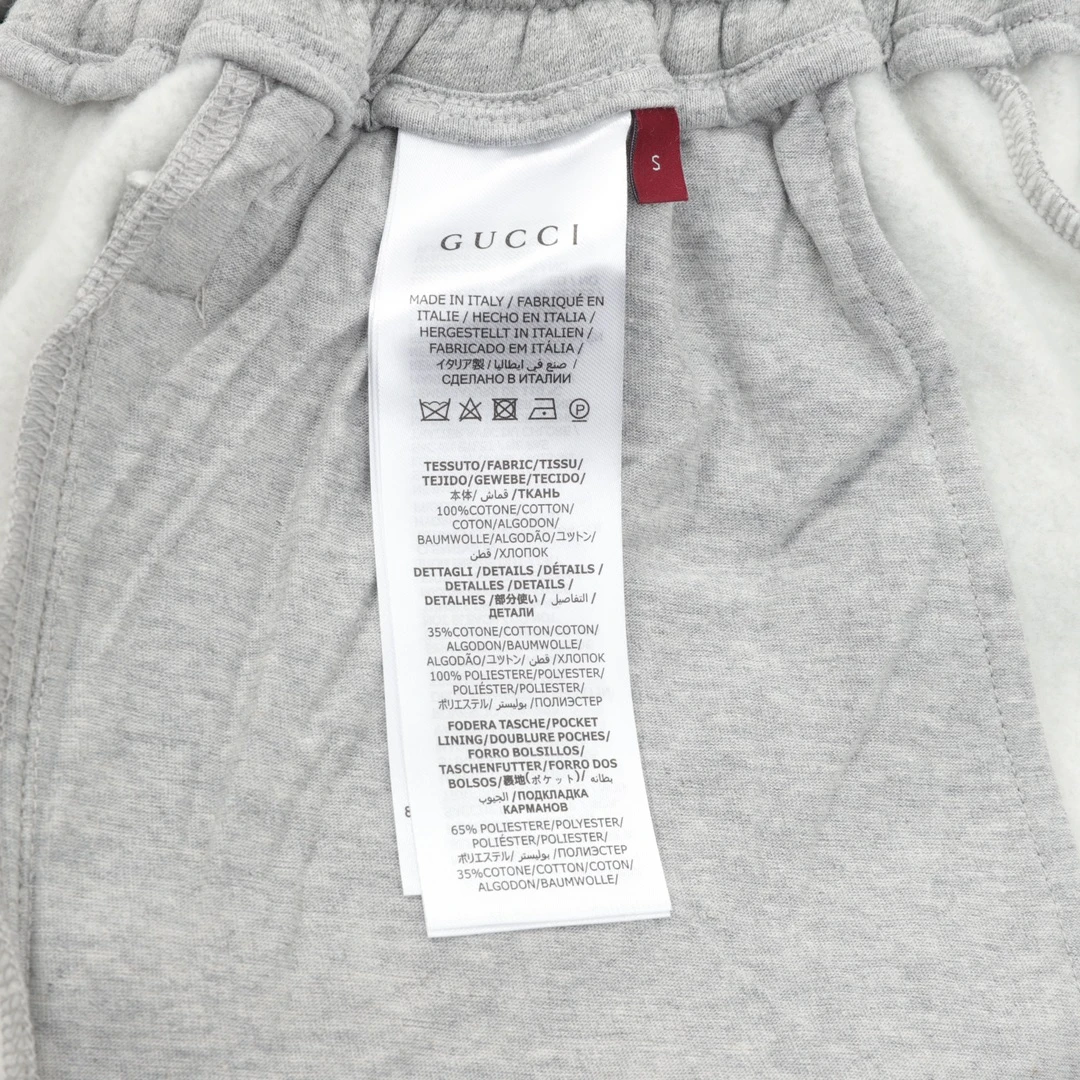 S
GUCCI
MADE IN ITALY / FABRIQUÉ EN
ITALIE / HECHO EN ITALIA /
HERGESTELLT IN ITALIEN /
FABRICADO EM ITÁLIA /
イタリア製 / صنع في ايطاليا /
СДЕЛАНО В ИТАЛИИ
P
TESSUTO/FABRIC/TISSU/
TEJIDO/GEWEBE/TECIDO/
本体/ قماش /ТКАНЬ
100%COTONE/COTTON/
COTON/ALGODON/
BAUMWOLLE/ALGODÃO/コットン/
قطن /ХЛОПОК
DETTAGLI /DETAILS /DÉTAILS /
DETALLES /DETAILS /
DETALHES /部分使い / التفاصيل /
ДЕТАЛИ
35%COTONE/COTTON/COTON/
ALGODON/BAUMWOLLE/
ALGODÃO/コットン/ قطن /ХЛОПОК
100% POLIESTERE/POLYESTER/
POLIÉSTER/POLIESTER/
ポリエステル/ بوليستر /ПОЛИЭСТЕР
FODERA TASCHE/POCKET
LINING/DOUBLURE POCHES/
FORRO BOLSILLOS/
TASCHENFUTTER/FORRO DOS
BOLSOS/裏地(ポケット)/ بطانه
الجيوب /ПОДКЛАДКА
КАРМАНОВ
65% POLIESTERE/POLYESTER/
POLIÉSTER/POLIESTER/
ポリエステル/ بوليستر /ПОЛИЭСТЕР
35%COTONE/COTTON/COTON/
ALGODON/BAUMWOLLE/